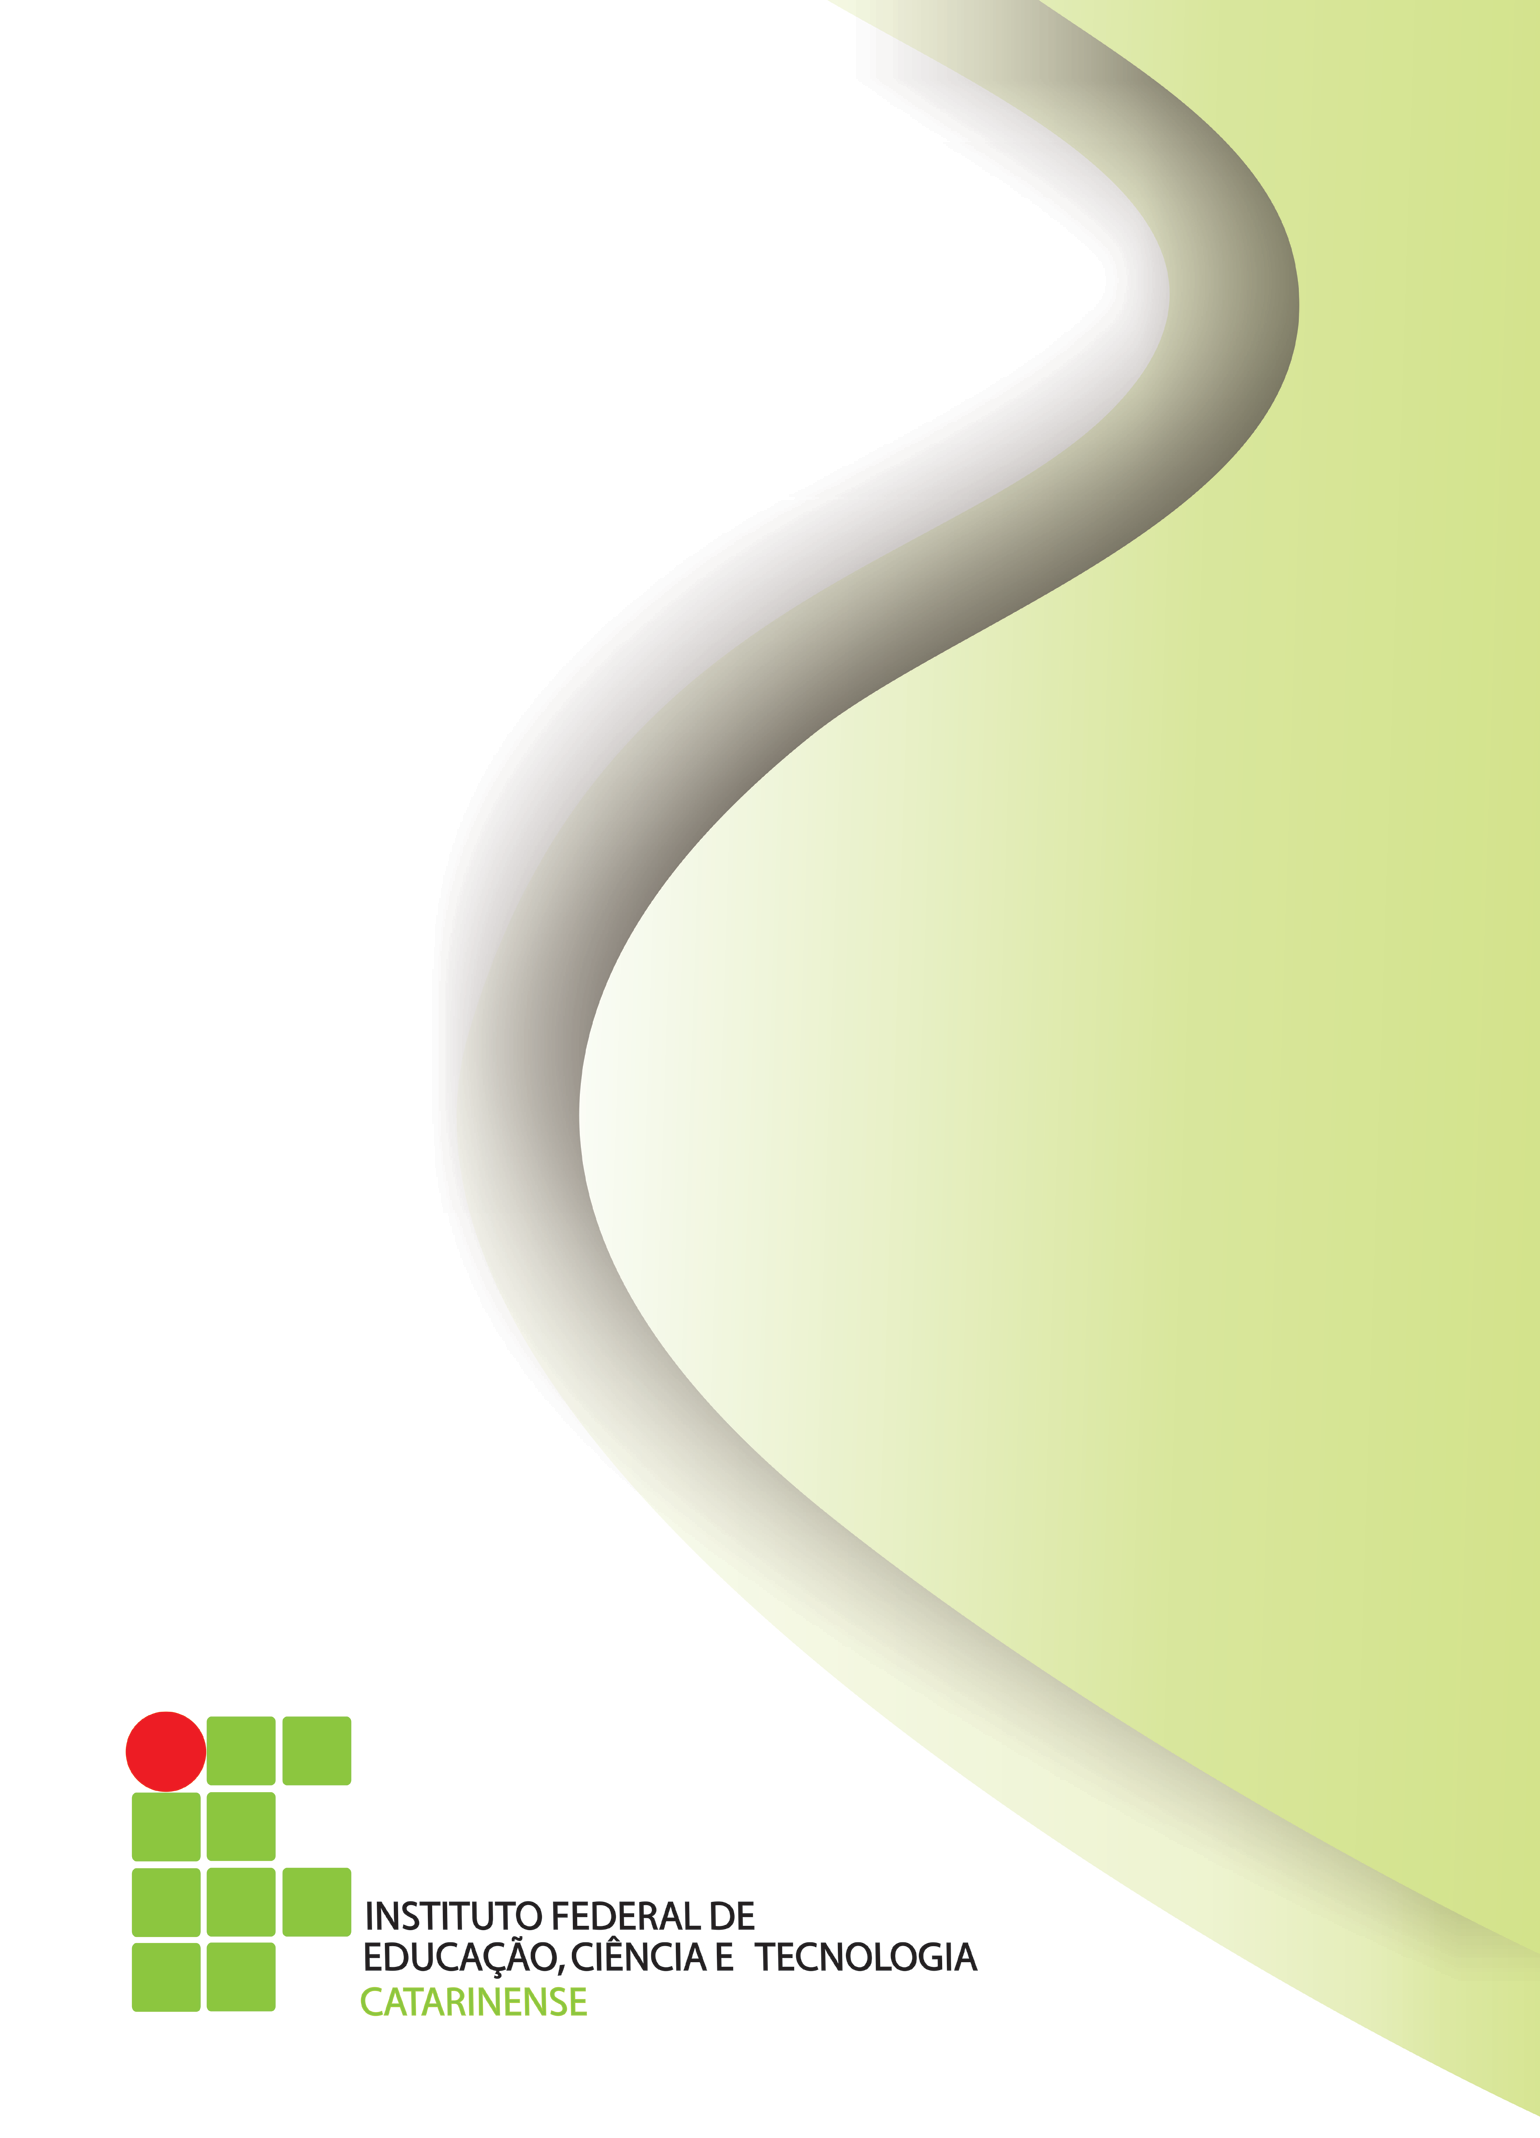 INSTITUTO FEDERAL DE
EDUCAÇÃO, CIÊNCIA E TECNOLOGIA
CATARINENSE